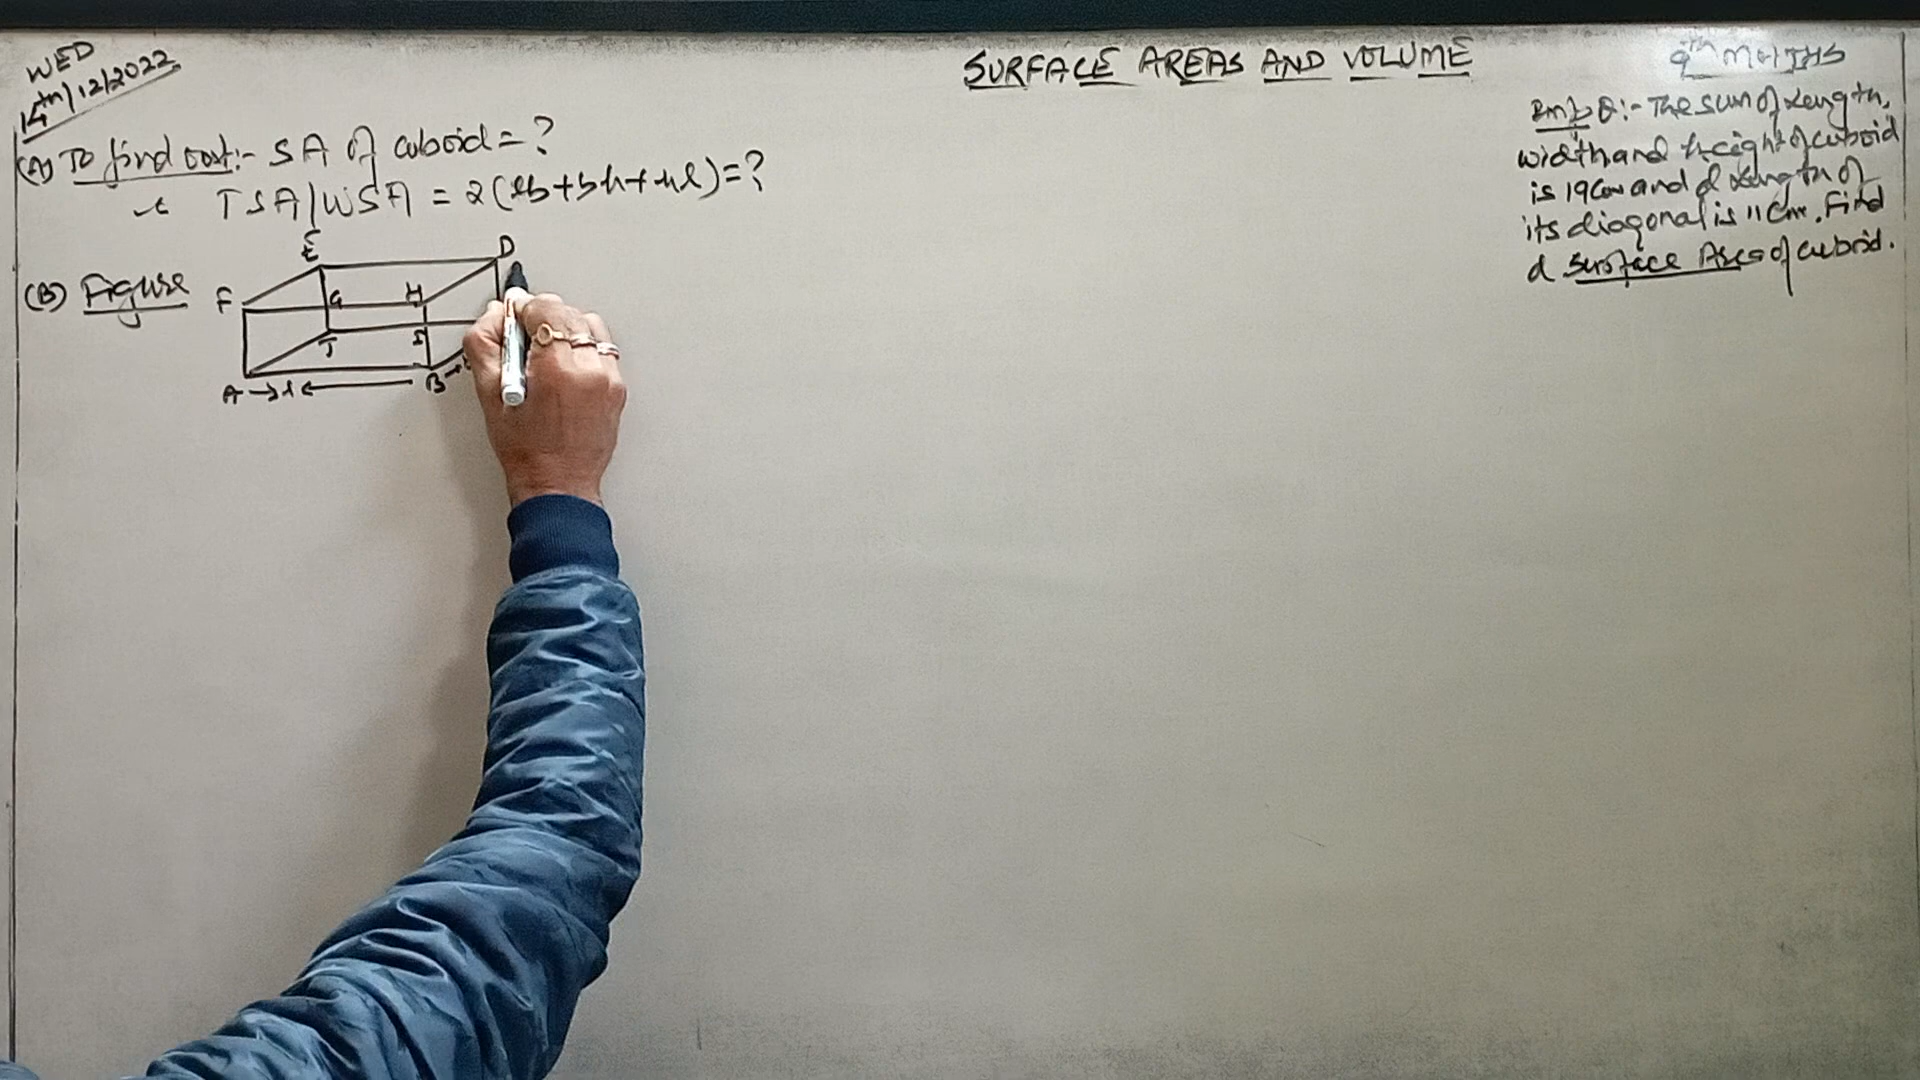 WED
14th/12/2022
SURFACE AREAS AND VOLUME
9th MATHS
(A) To find out:- SA of cuboid = ?
TSA/WSA = 2(lb+bh+hl)=?
(B) Figure
E D
F G H
J I
A → l ← B →
Imp Q:- The sum of Length,
width and height of cuboid
is 19cm and d Length of
its diagonal is 11cm. Find
d Surface Area of cuboid.